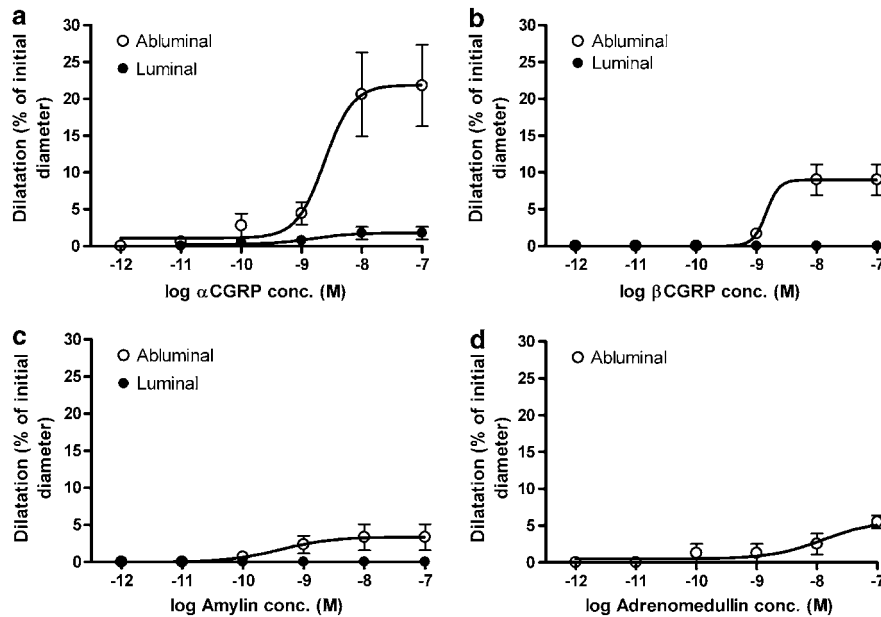 a
30
25
20
15
10
5
0
Dilatation (% of initial
diameter)
Abluminal
Luminal
-12 -11 -10 -9 -8 -7
log αCGRP conc. (M)
b
30
25
20
15
10
5
0
Dilatation (% of initial
diameter)
Abluminal
Luminal
-12 -11 -10 -9 -8 -7
log βCGRP conc. (M)
c
30
25
20
15
10
5
0
Dilatation (% of initial
diameter)
Abluminal
Luminal
-12 -11 -10 -9 -8 -7
log Amylin conc. (M)
d
30
25
20
15
10
5
0
Dilatation (% of initial
diameter)
Abluminal
-12 -11 -10 -9 -8 -7
log Adrenomedullin conc. (M)